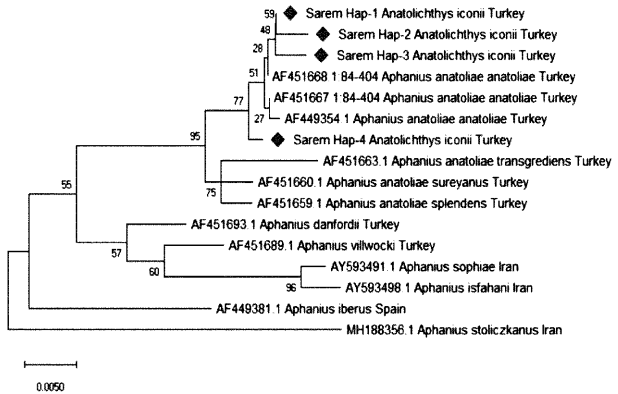 59
Sarem Hap-1 Anatolichthys iconii Turkey
48
Sarem Hap-2 Anatolichthys iconii Turkey
28
Sarem Hap-3 Anatolichthys iconii Turkey
51
AF451668 1:84-404 Aphanius anatoliae anatoliae Turkey
77
AF451667 1:84-404 Aphanius anatoliae anatoliae Turkey
27
AF449354 1 Aphanius anatoliae anatoliae Turkey
95
Sarem Hap-4 Anatolichthys iconii Turkey
AF451663.1 Aphanius anatoliae transgrediens Turkey
75
AF451660.1 Aphanius anatoliae sureyanus Turkey
55
AF451659 1 Aphanius anatoliae splendens Turkey
AF451693.1 Aphanius danfordii Turkey
57
AF451689.1 Aphanius villwocki Turkey
60
AY593491.1 Aphanius sophiae Iran
96
AY593498 1 Aphanius isfahani Iran
AF449381.1 Aphanius iberus Spain
MH188356.1 Aphanius stoliczkanus Iran
0.0050